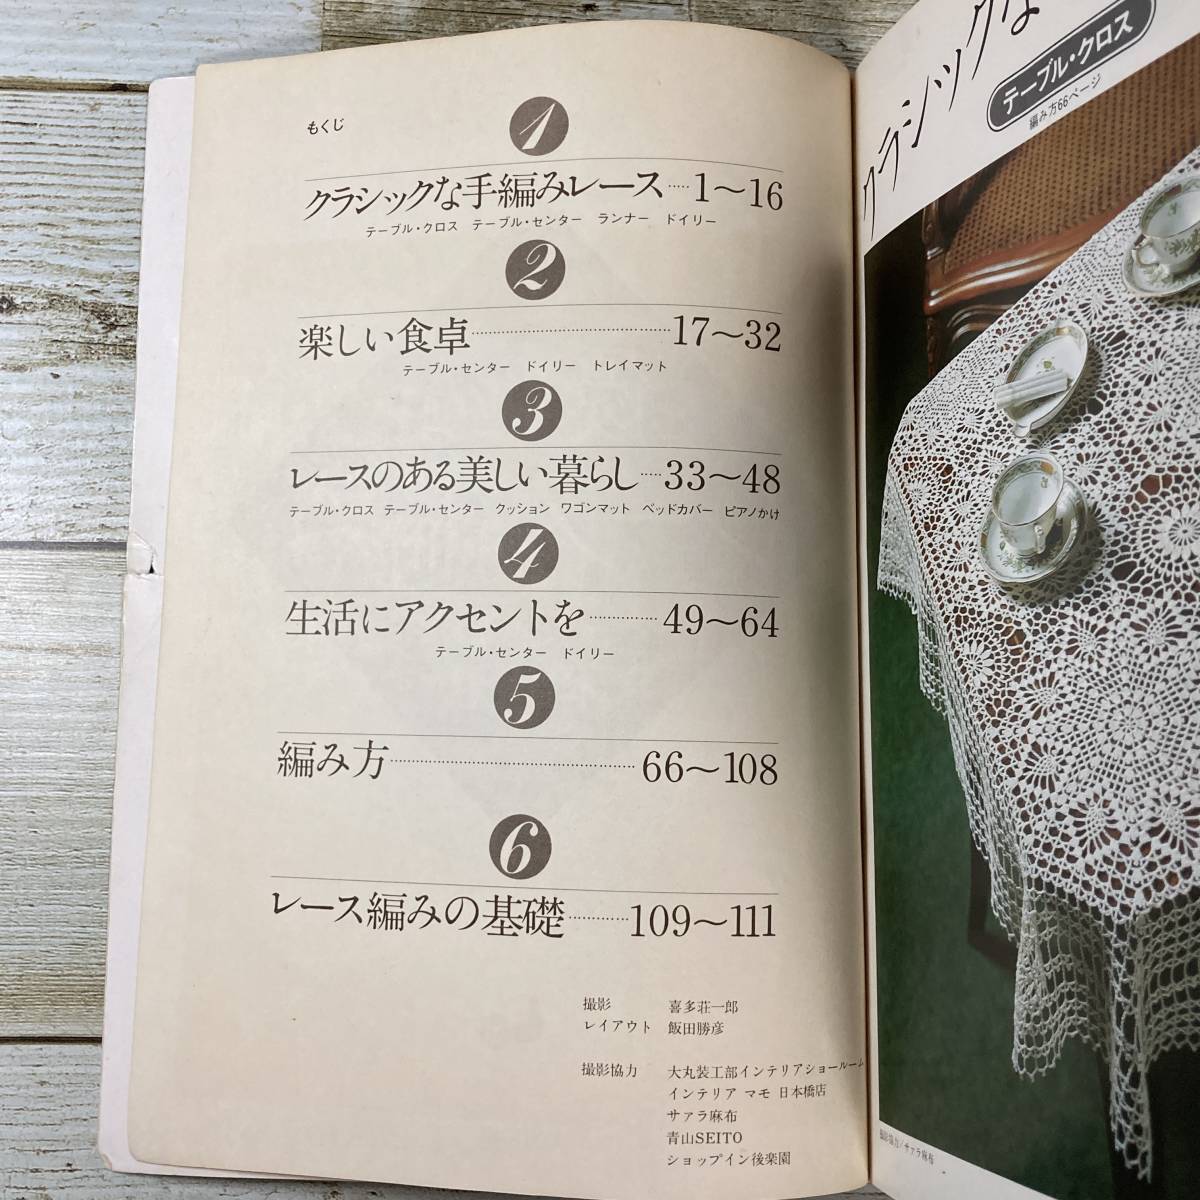 もくじ
1
クラシックな手編みレース·····1〜16
テーブル・クロス テーブル・センター ランナー ドイリー
2
楽しい食卓··········17〜32
テーブル・センター ドイリー トレイマット
3
レースのある美しい暮らし·····33〜48
テーブル・クロス テーブル・センター クッション ワゴンマット ベッドカバー ピアノかけ
4
生活にアクセントを··········49〜64
テーブル・センター ドイリー
5
編み方··········66〜108
6
レース編みの基礎··········109〜111
撮影 喜多荘一郎
レイアウト 飯田勝彦
撮影協力 大丸装工部インテリアショールーム
インテリア マモ 日本橋店
サァラ麻布
青山SEITO
ショップイン後楽園
クラシックな
テーブル・クロス
編み方66ページ
撮影協力/サァラ麻布